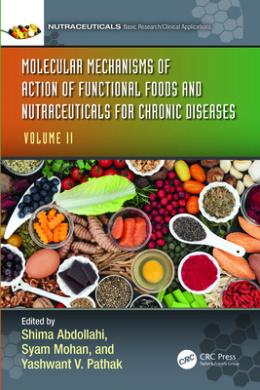 NUTRACEUTICALS Basic Research/Clinical Applications
MOLECULAR MECHANISMS OF
ACTION OF FUNCTIONAL FOODS AND
NUTRACEUTICALS FOR CHRONIC DISEASES
VOLUME II
Edited by
Shima Abdollahi,
Syam Mohan, and
Yashwant V. Pathak
CRC
CRC Press
Taylor & Francis Group